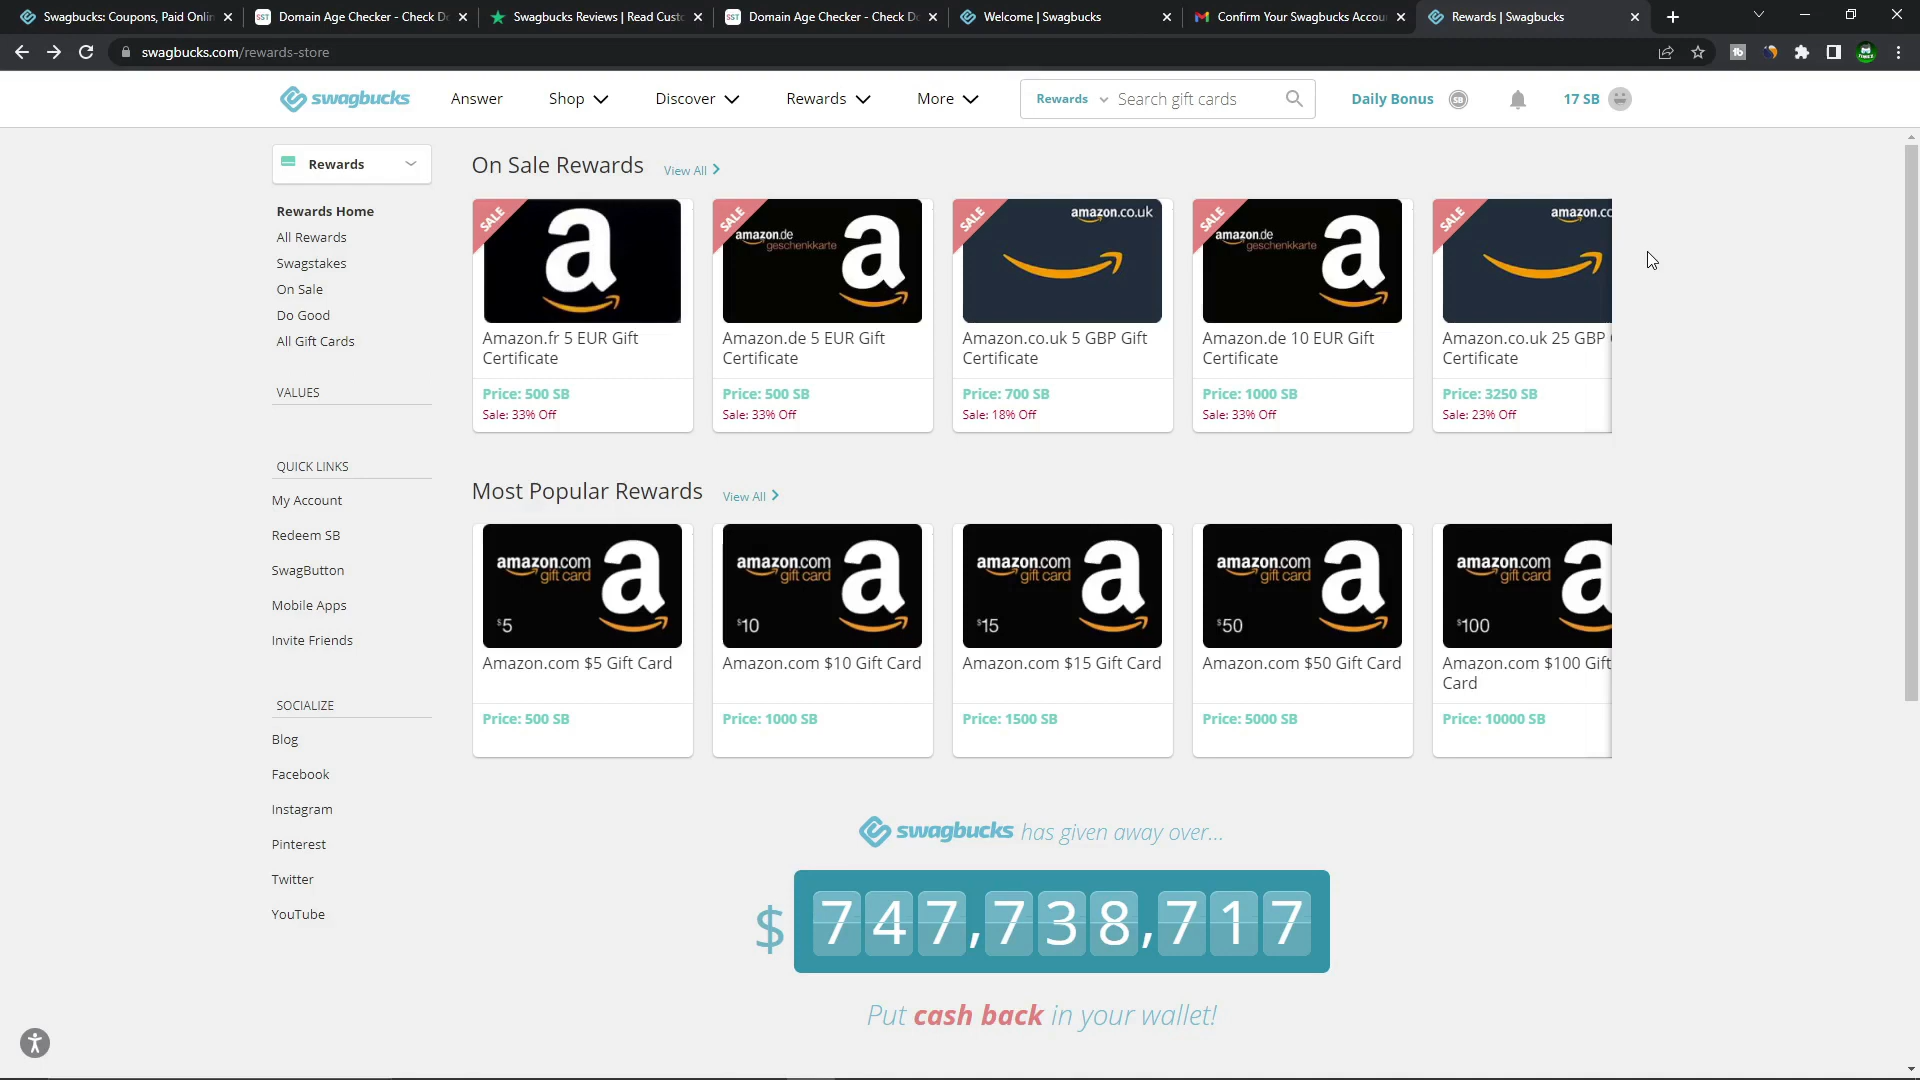 Swagbucks: Coupons, Paid Onlin
Domain Age Checker - Check Do
Swagbucks Reviews | Read Custo
Domain Age Checker - Check Do
Welcome | Swagbucks
Confirm Your Swagbucks Accou
Rewards | Swagbucks
swagbucks.com/rewards-store
swagbucks
Answer
Shop
Discover
Rewards
More
Rewards
Search gift cards
Daily Bonus
SB
17 SB
Rewards
Rewards Home
All Rewards
Swagstakes
On Sale
Do Good
All Gift Cards
VALUES
QUICK LINKS
My Account
Redeem SB
SwagButton
Mobile Apps
Invite Friends
SOCIALIZE
Blog
Facebook
Instagram
Pinterest
Twitter
YouTube
On Sale Rewards
View All
SALE
a
Amazon.fr 5 EUR Gift
Certificate
Price: 500 SB
Sale: 33% Off
SALE
amazon.de
geschenkkarte
a
Amazon.de 5 EUR Gift
Certificate
Price: 500 SB
Sale: 33% Off
SALE
amazon.co.uk
Amazon.co.uk 5 GBP Gift
Certificate
Price: 700 SB
Sale: 18% Off
SALE
amazon.de
geschenkkarte
a
Amazon.de 10 EUR Gift
Certificate
Price: 1000 SB
Sale: 33% Off
SALE
amazon.co
Amazon.co.uk 25 GBP
Certificate
Price: 3250 SB
Sale: 23% Off
Most Popular Rewards
View All
amazon.com
gift card
a
$5
Amazon.com $5 Gift Card
Price: 500 SB
amazon.com
gift card
a
$10
Amazon.com $10 Gift Card
Price: 1000 SB
amazon.com
gift card
a
$15
Amazon.com $15 Gift Card
Price: 1500 SB
amazon.com
gift card
a
$50
Amazon.com $50 Gift Card
Price: 5000 SB
amazon.com
gift card
a
$100
Amazon.com $100 Gift
Card
Price: 10000 SB
swagbucks has given away over...
$ 747,738,717
Put cash back in your wallet!